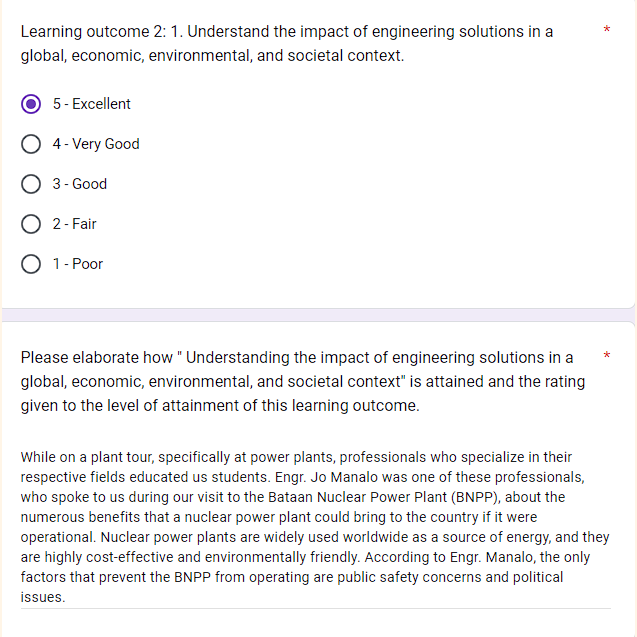 Learning outcome 2: 1. Understand the impact of engineering solutions in a *
global, economic, environmental, and societal context.
5 - Excellent
4 - Very Good
3 - Good
2 - Fair
1 - Poor
Please elaborate how " Understanding the impact of engineering solutions in a *
global, economic, environmental, and societal context" is attained and the rating
given to the level of attainment of this learning outcome.
While on a plant tour, specifically at power plants, professionals who specialize in their
respective fields educated us students. Engr. Jo Manalo was one of these professionals,
who spoke to us during our visit to the Bataan Nuclear Power Plant (BNPP), about the
numerous benefits that a nuclear power plant could bring to the country if it were
operational. Nuclear power plants are widely used worldwide as a source of energy, and they
are highly cost-effective and environmentally friendly. According to Engr. Manalo, the only
factors that prevent the BNPP from operating are public safety concerns and political
issues.